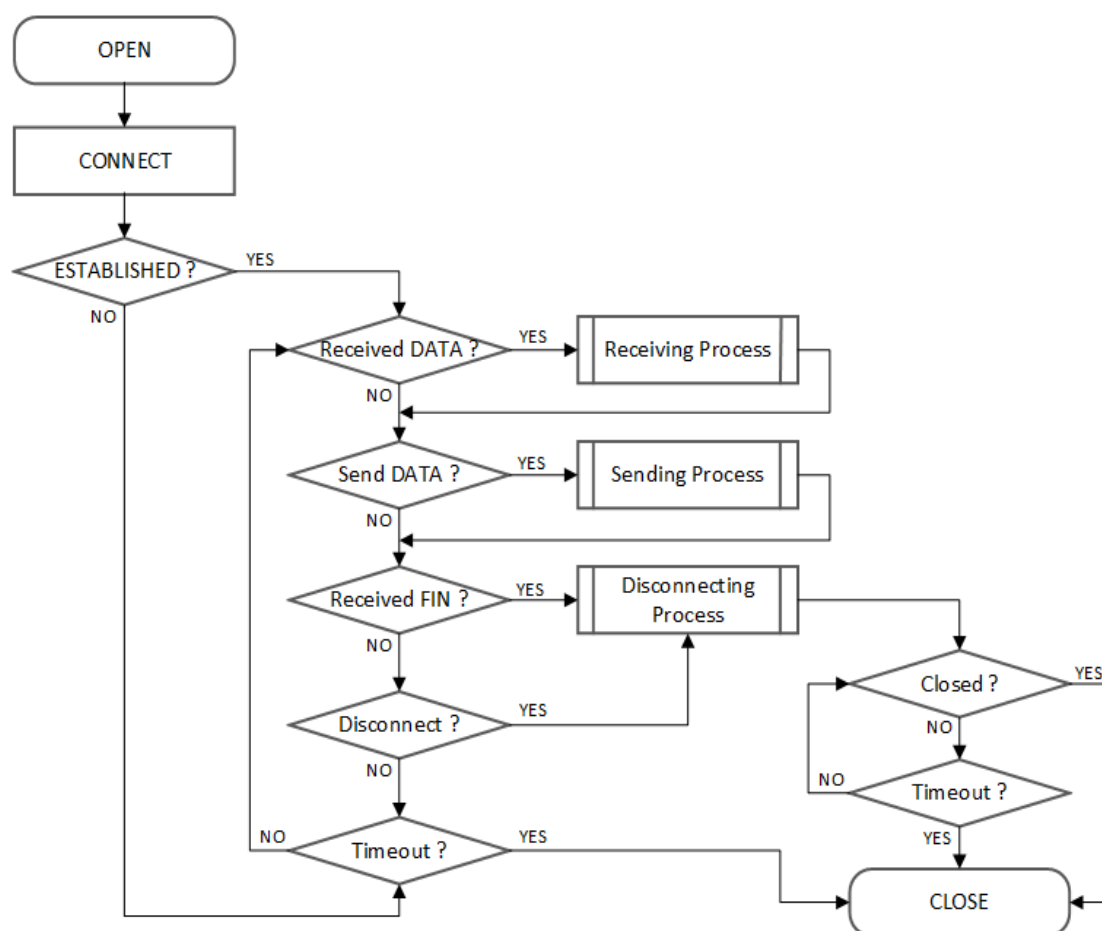 OPEN
CONNECT
ESTABLISHED ?
YES
NO
Received DATA ?
YES
Receiving Process
NO
Send DATA ?
YES
Sending Process
NO
Received FIN ?
YES
Disconnecting
Process
NO
Closed ?
YES
Disconnect ?
YES
NO
NO
NO
Timeout ?
Timeout ?
NO
YES
YES
CLOSE